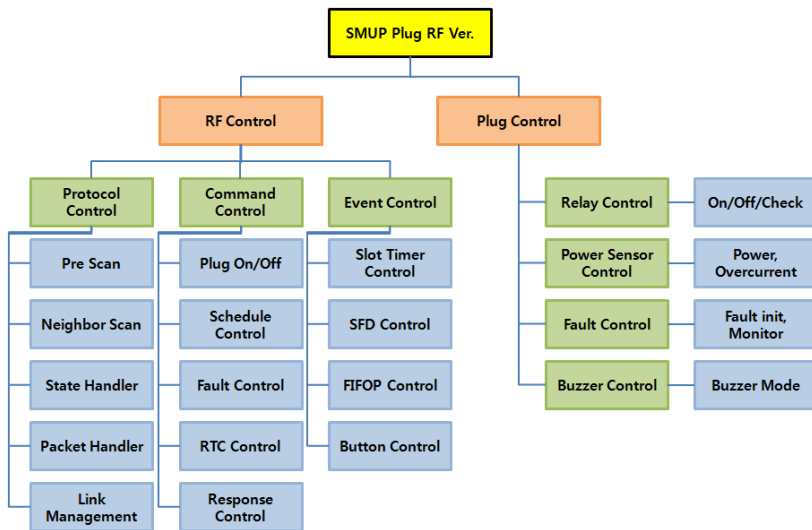 SMUP Plug RF Ver.
RF Control
Plug Control
Protocol
Control
Command
Control
Event Control
Relay Control
On/Off/Check
Pre Scan
Plug On/Off
Slot Timer
Control
Power Sensor
Control
Power,
Overcurrent
Neighbor Scan
Schedule
Control
SFD Control
Fault Control
Fault init,
Monitor
State Handler
Fault Control
FIFOP Control
Buzzer Control
Buzzer Mode
Packet Handler
RTC Control
Button Control
Link
Management
Response
Control